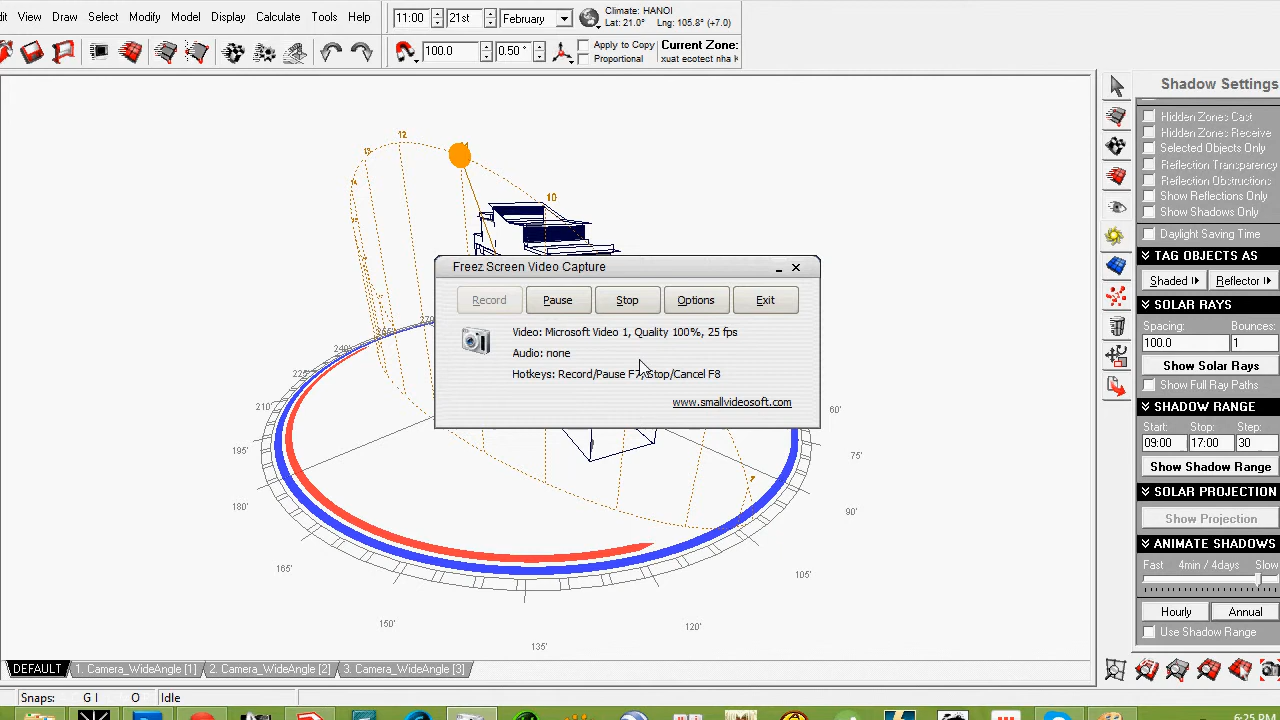 View Draw Select Modify Model Display Calculate Tools Help
11:00 21st February
Climate: HANOI
Lat: 21.0° Lng: 105.8° (+7.0)
100.0 0.50°
Apply to Copy
Proportional
Current Zone:
xuat ecotect nha k
Shadow Settings
Hidden Zones Cast
Hidden Zones Receive
Selected Objects Only
Reflection Transparency
Reflection Obstructions
Show Reflections Only
Show Shadows Only
Daylight Saving Time
TAG OBJECTS AS
Shaded Reflector
SOLAR RAYS
Spacing: Bounces:
100.0 1
Show Solar Rays
Show Full Ray Paths
SHADOW RANGE
Start: Stop: Step:
09:00 17:00 30
Show Shadow Range
SOLAR PROJECTION
Show Projection
ANIMATE SHADOWS
Fast 4min / 4days Slow
Hourly Annual
Use Shadow Range
12
13
14
10
Freez Screen Video Capture
Record Pause Stop Options Exit
Video: Microsoft Video 1, Quality 100%, 25 fps
Audio: none
Hotkeys: Record/Pause F7, Stop/Cancel F8
www.smallvideosoft.com
240°
225°
210°
195°
180°
165°
150°
135°
120°
105°
90°
75°
60°
DEFAULT 1. Camera_WideAngle [1] 2. Camera_WideAngle [2] 3. Camera_WideAngle [3]
Snaps: G I O Idle
6:25 PM